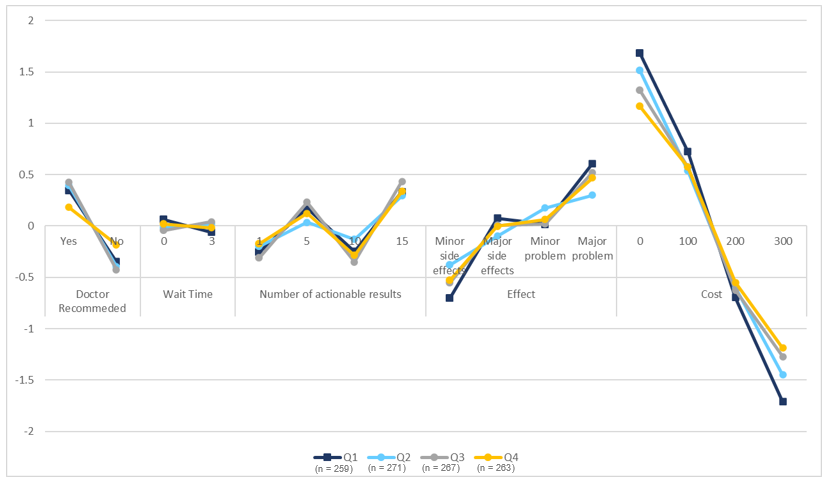 2
1.5
1
0.5
0
-0.5
-1
-1.5
-2
Yes No 0 3 1 5 10 15 Minor side effects Major side effects Minor problem Major problem 0 100 200 300
Doctor Recommeded Wait Time Number of actionable results Effect Cost
Q1 Q2 Q3 Q4
(n = 259) (n = 271) (n = 267) (n = 263)